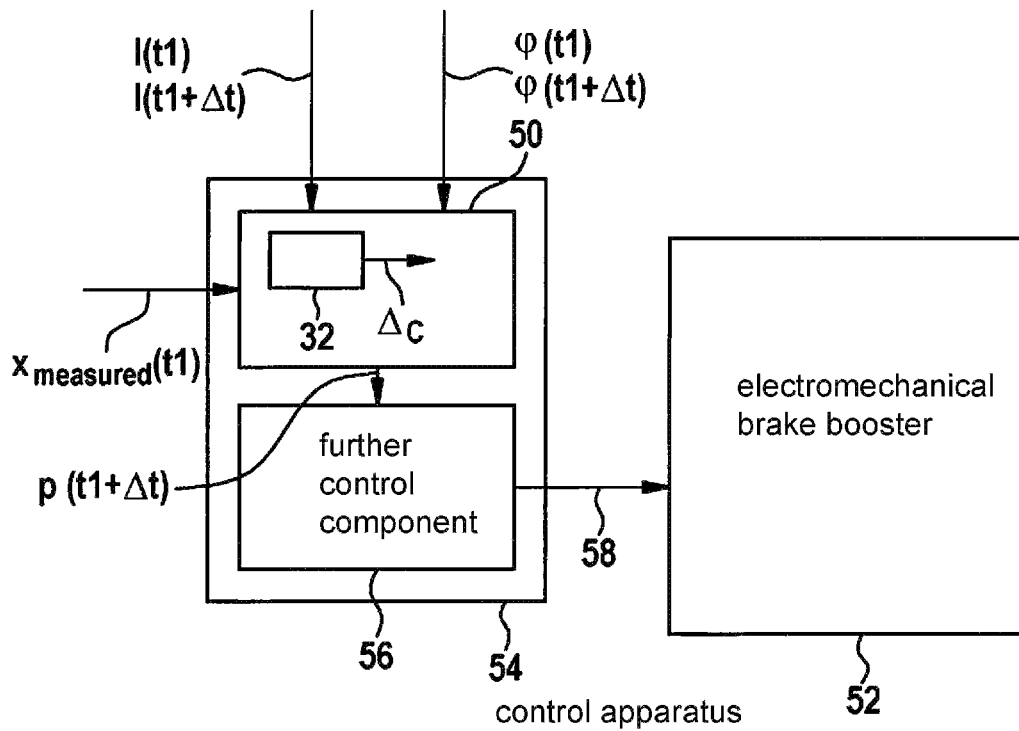 I(t1)
I(t1+Δt)
φ(t1)
φ(t1+Δt)
50
32
Δc
xmeasured(t1)
p (t1+Δt)
further
control
component
electromechanical
brake booster
58
56
54
52
control apparatus